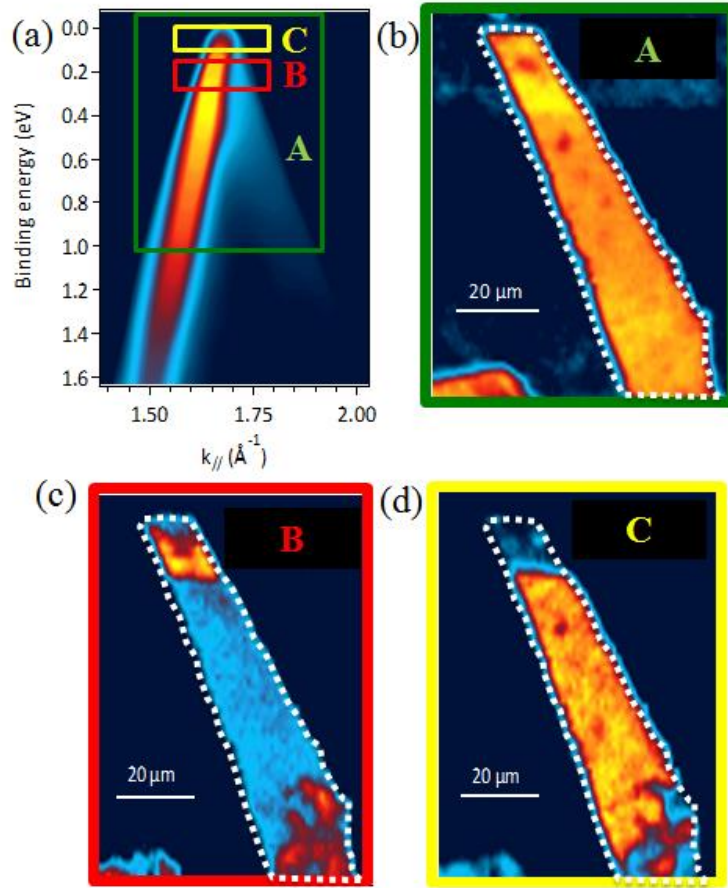 (a)
0.0
0.2
0.4
0.6
0.8
1.0
1.2
1.4
1.6
Binding energy (eV)
C
B
A
1.50 1.75 2.00
k// (Å-1)
(b)
A
20 µm
(c)
B
20 µm
(d)
C
20 µm